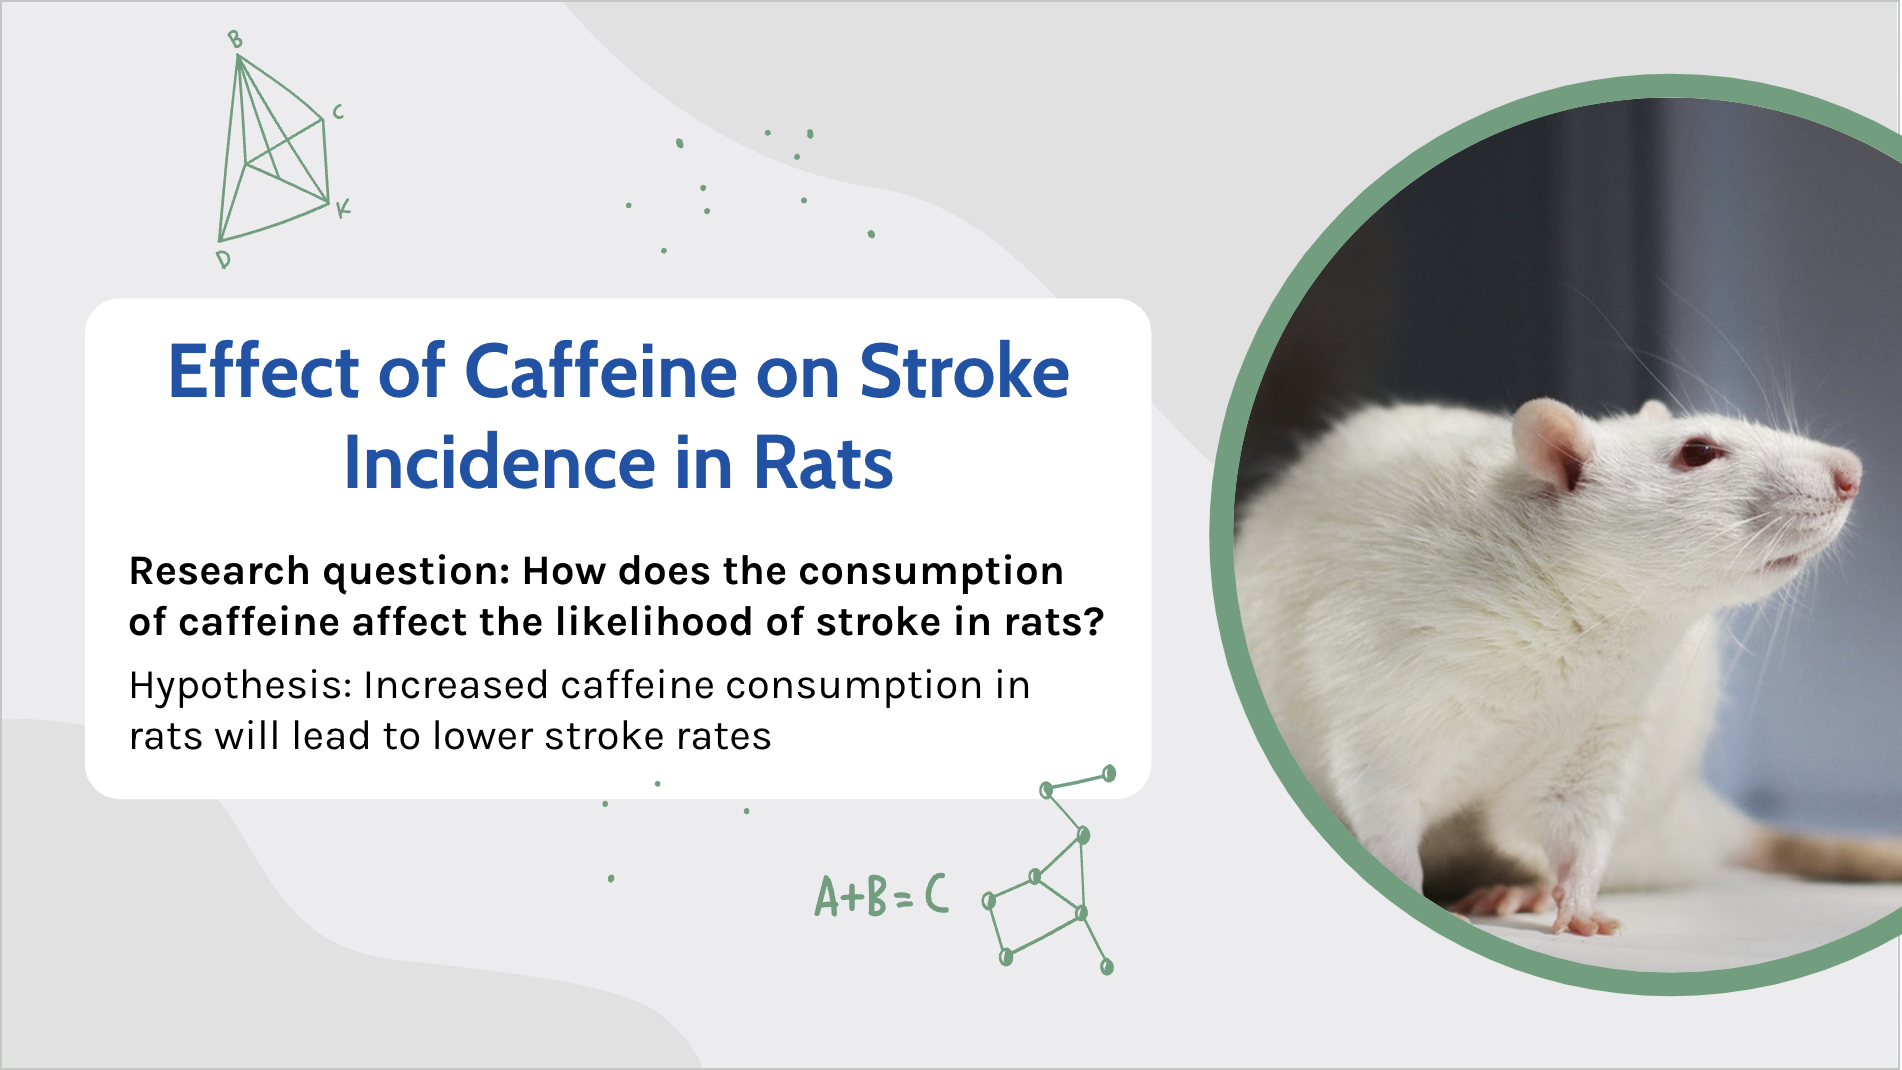 B
C
K
D
Effect of Caffeine on Stroke
Incidence in Rats
Research question: How does the consumption
of caffeine affect the likelihood of stroke in rats?
Hypothesis: Increased caffeine consumption in
rats will lead to lower stroke rates
A+B=C